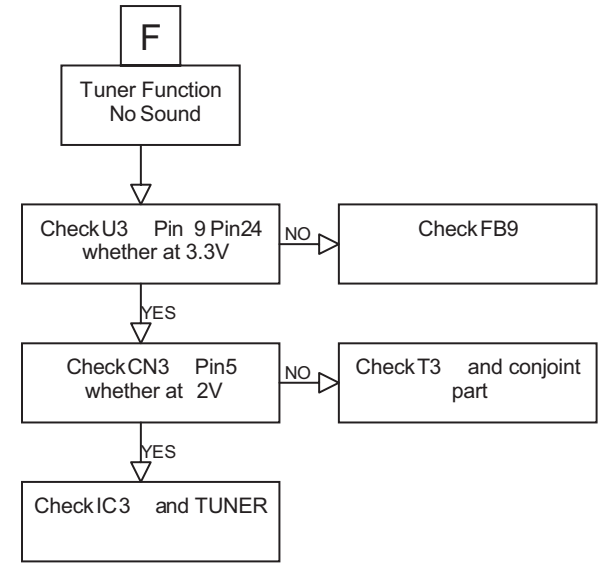 F
Tuner Function
No Sound
Check U3 Pin 9 Pin24
whether at 3.3V
NO
Check FB9
YES
Check CN3 Pin5
whether at 2V
NO
Check T3 and conjoint
part
YES
Check IC3 and TUNER